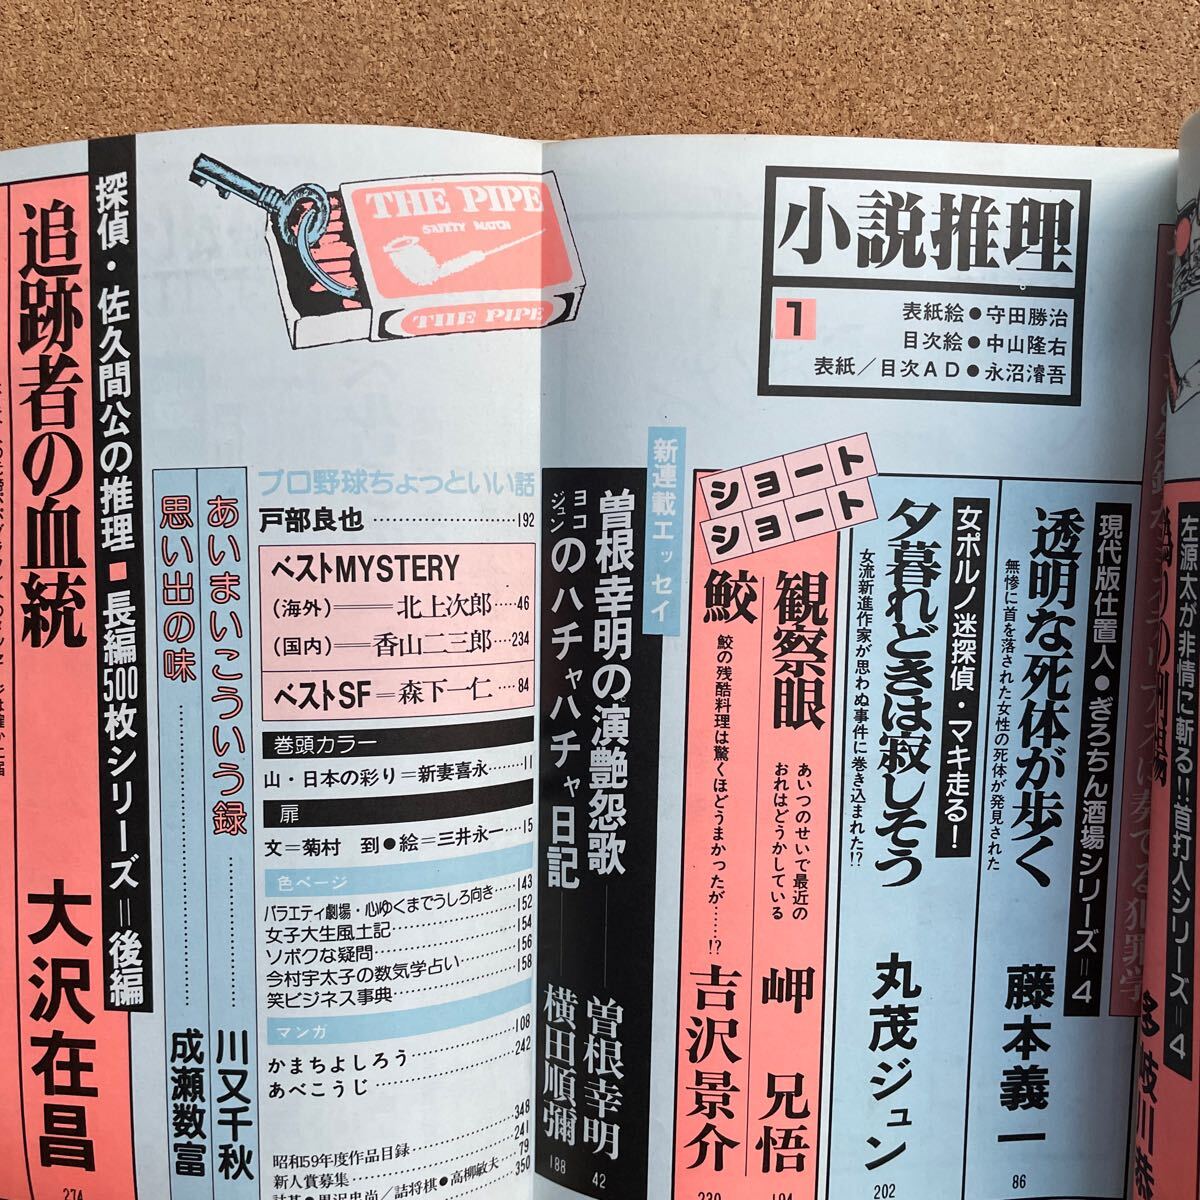 小説推理
1
表紙絵●守田勝治
目次絵●中山隆右
表紙／目次AD●永沼濬吾
THE PIPE
SAFETY MATCH
THE PIPE
左源太が非情に斬る!!首打人シリーズ=4
多岐川恭
現代版仕置人●ぎろちん酒場シリーズ=4
透明な死体が歩く
無惨に首を落された女性の死体が発見された
藤本義一
86
女ポルノ迷探偵・マキ走る!
夕暮れどきは寂しそう
女流新進作家が思わぬ事件に巻き込まれた!?
丸茂ジュン
202
ショート
ショート
観察眼
あいつのせいで最近の
おれはどうかしている
岬 兄悟
194
鮫
鮫の残酷料理は驚くほどうまかったが……!?
吉沢景介
230
新連載エッセイ
曽根幸明の演艶怨歌
曽根幸明
42
ヨコジュンのハチャハチャ日記
横田順彌
188
プロ野球ちょっといい話
戸部良也……192
ベストMYSTERY
(海外)══北上次郎……46
(国内)══香山二三郎……234
ベストSF=森下一仁……84
巻頭カラー
山・日本の彩り=新妻喜永……11
扉
文=菊村 到●絵=三井永一……15
色ページ
バラエティ劇場・心ゆくまでうしろ向き……143
女子大生風土記……152
ソボクな疑問……154
今村宇太子の数気学占い……156
笑ビジネス事典……158
マンガ
かまちよしろう……108
あべこうじ……242
昭和59年度作品目録……348
新人賞募集……241
詰碁●黒沢忠尚／詰将棋●高柳敏夫……79
350
あいまいこういう録……川又千秋
思い出の味……成瀬数富
探偵・佐久間公の推理■長編500枚シリーズ=後編
追跡者の血統
大沢在昌
274